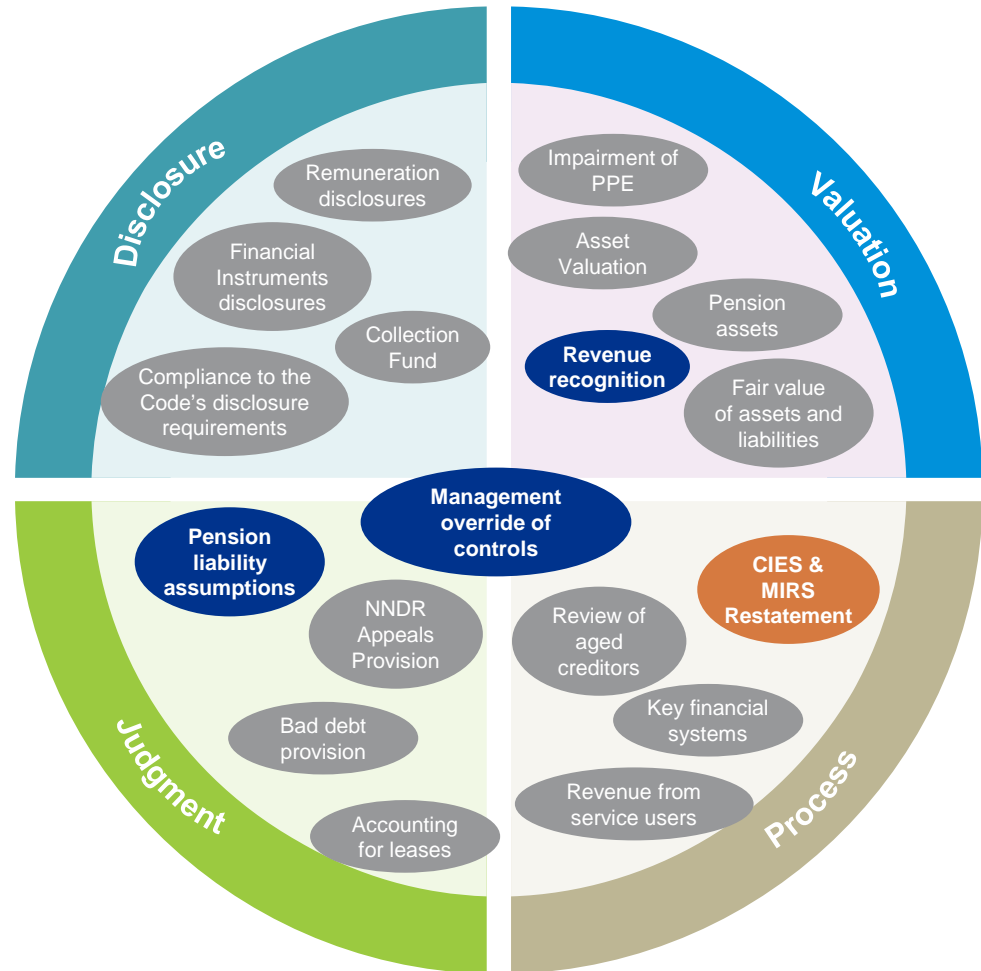 Disclosure
Remuneration
disclosures
Financial
Instruments
disclosures
Collection
Fund
Compliance to the
Code's disclosure
requirements
Valuation
Impairment of
PPE
Asset
Valuation
Pension
assets
Revenue
recognition
Fair value
of assets and
liabilities
Management
override of
controls
Judgment
Pension
liability
assumptions
NNDR
Appeals
Provision
Bad debt
provision
Accounting
for leases
Process
CIES &
MIRS
Restatement
Review of
aged
creditors
Key financial
systems
Revenue from
service users